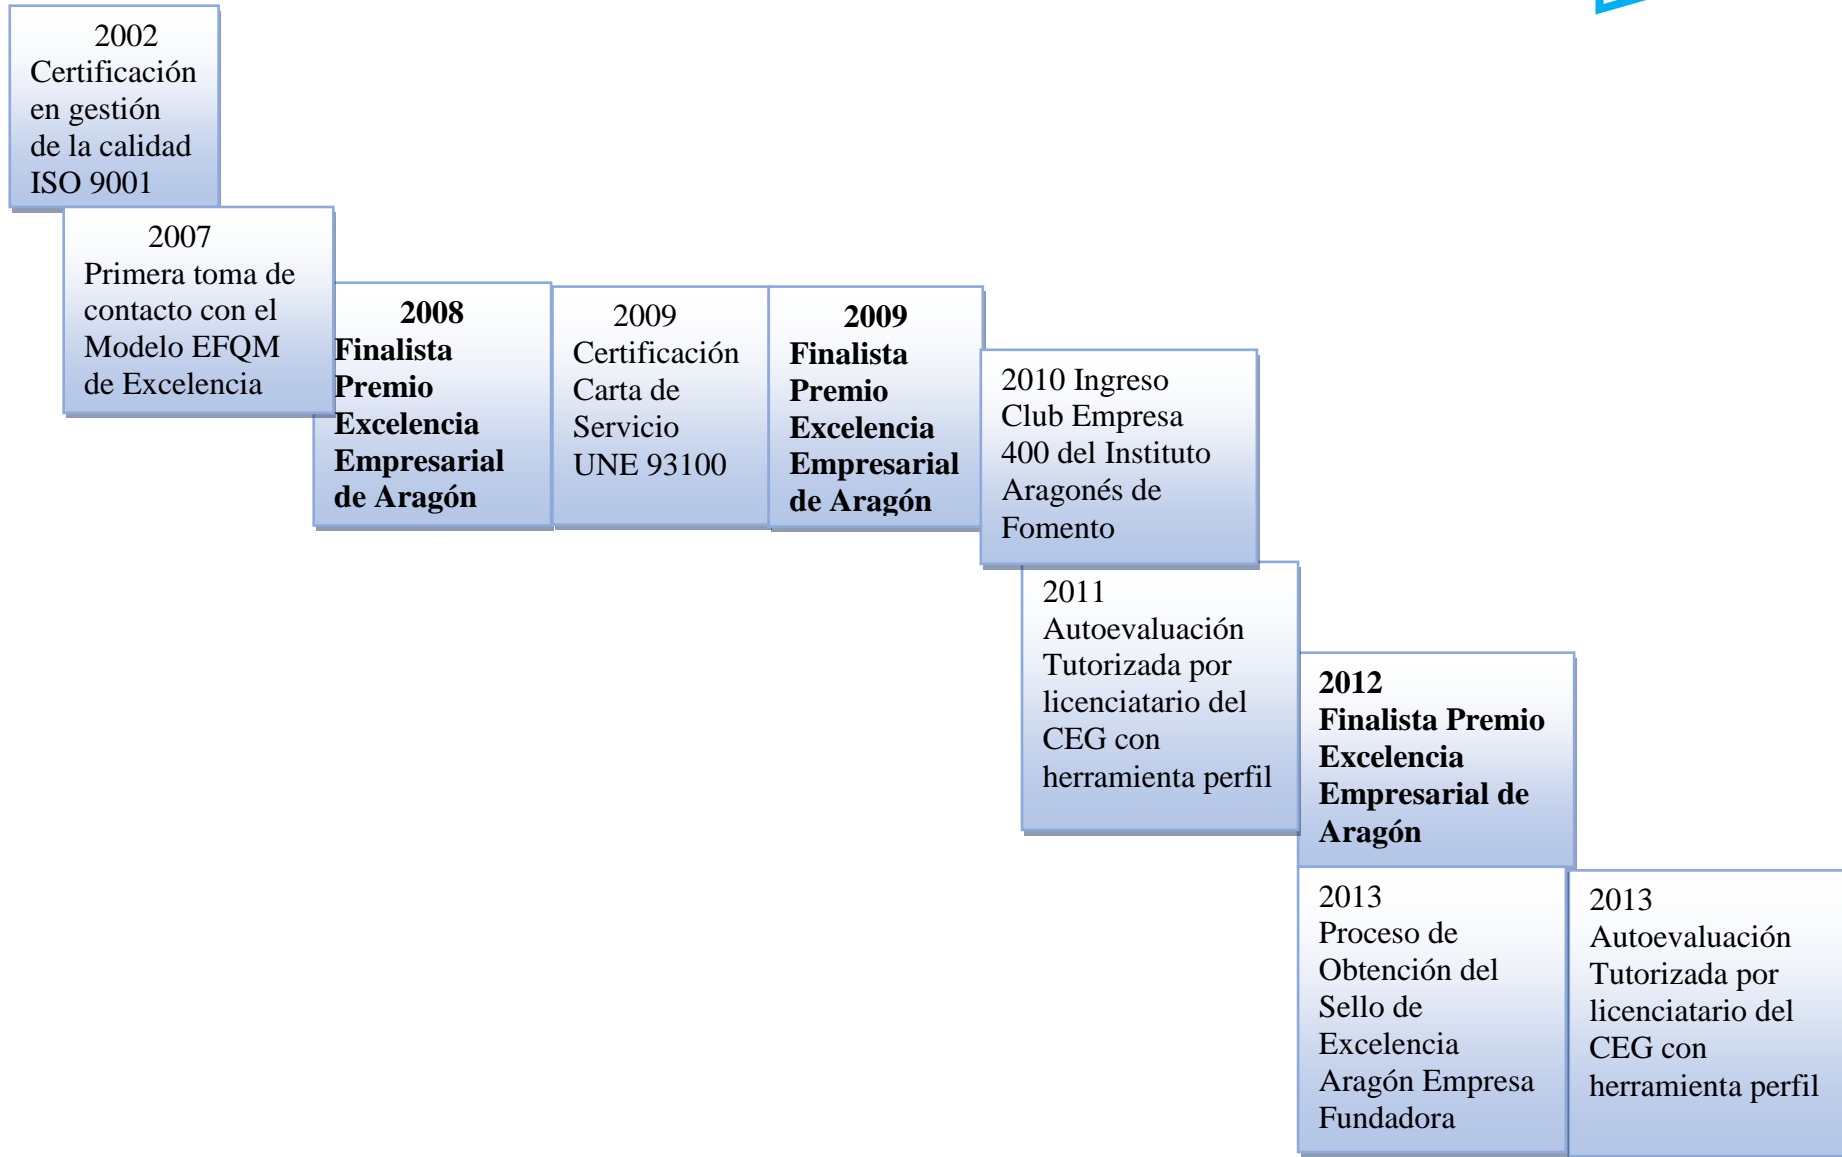 2002
Certificación
en gestión
de la calidad
ISO 9001
2007
Primera toma de
contacto con el
Modelo EFQM
de Excelencia
2008
Finalista
Premio
Excelencia
Empresarial
de Aragón
2009
Certificación
Carta de
Servicio
UNE 93100
2009
Finalista
Premio
Excelencia
Empresarial
de Aragón
2010 Ingreso
Club Empresa
400 del Instituto
Aragonés de
Fomento
2011
Autoevaluación
Tutorizada por
licenciatario del
CEG con
herramienta perfil
2012
Finalista Premio
Excelencia
Empresarial de
Aragón
2013
Proceso de
Obtención del
Sello de
Excelencia
Aragón Empresa
Fundadora
2013
Autoevaluación
Tutorizada por
licenciatario del
CEG con
herramienta perfil